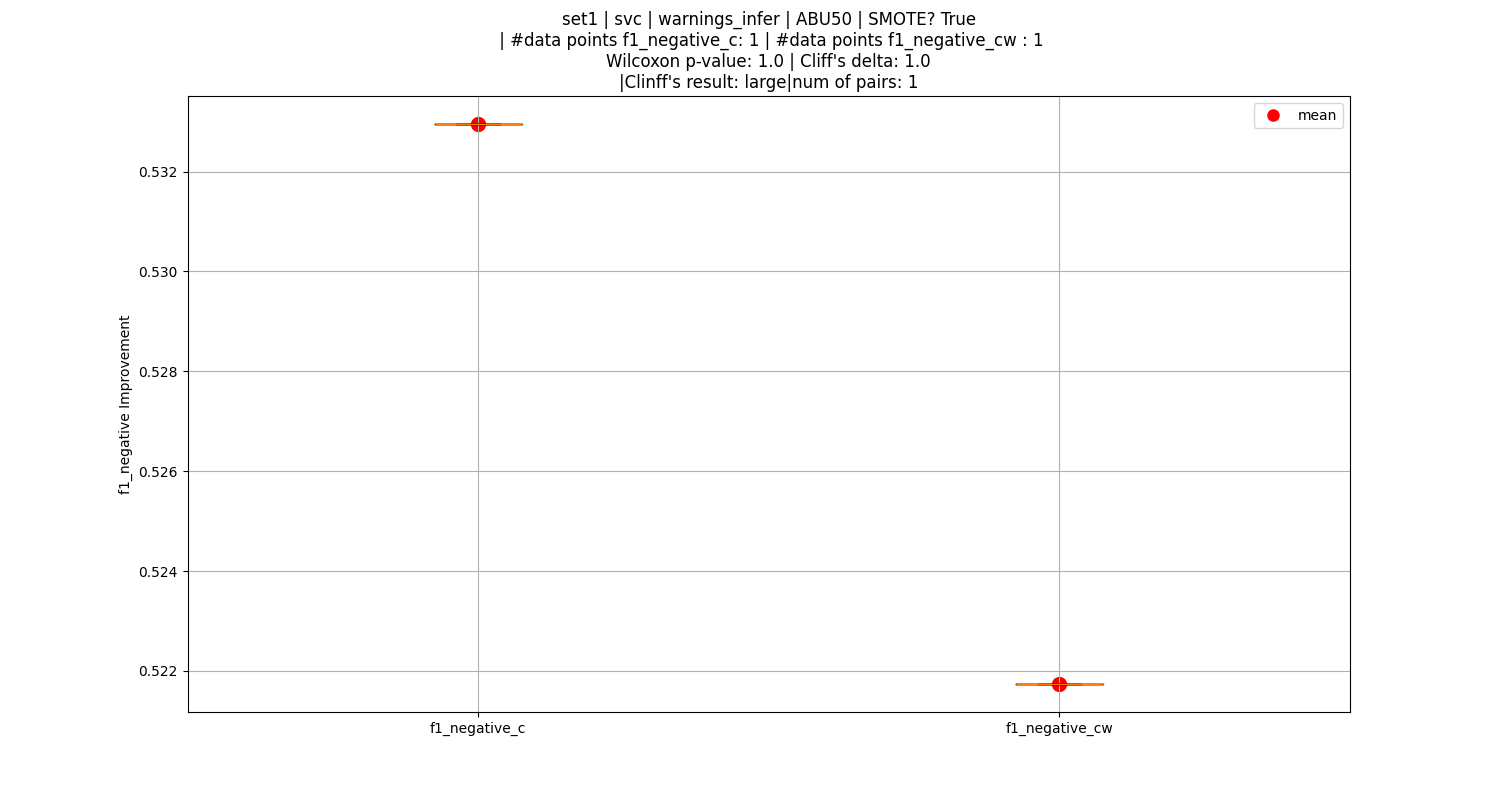 set1 | svc | warnings_infer | ABU50 | SMOTE? True
| #data points f1_negative_c: 1 | #data points f1_negative_cw : 1
Wilcoxon p-value: 1.0 | Cliff's delta: 1.0
|Clinff's result: large|num of pairs: 1
mean
0.532
0.530
0.528
0.526
0.524
0.522
f1_negative Improvement
f1_negative_c
f1_negative_cw